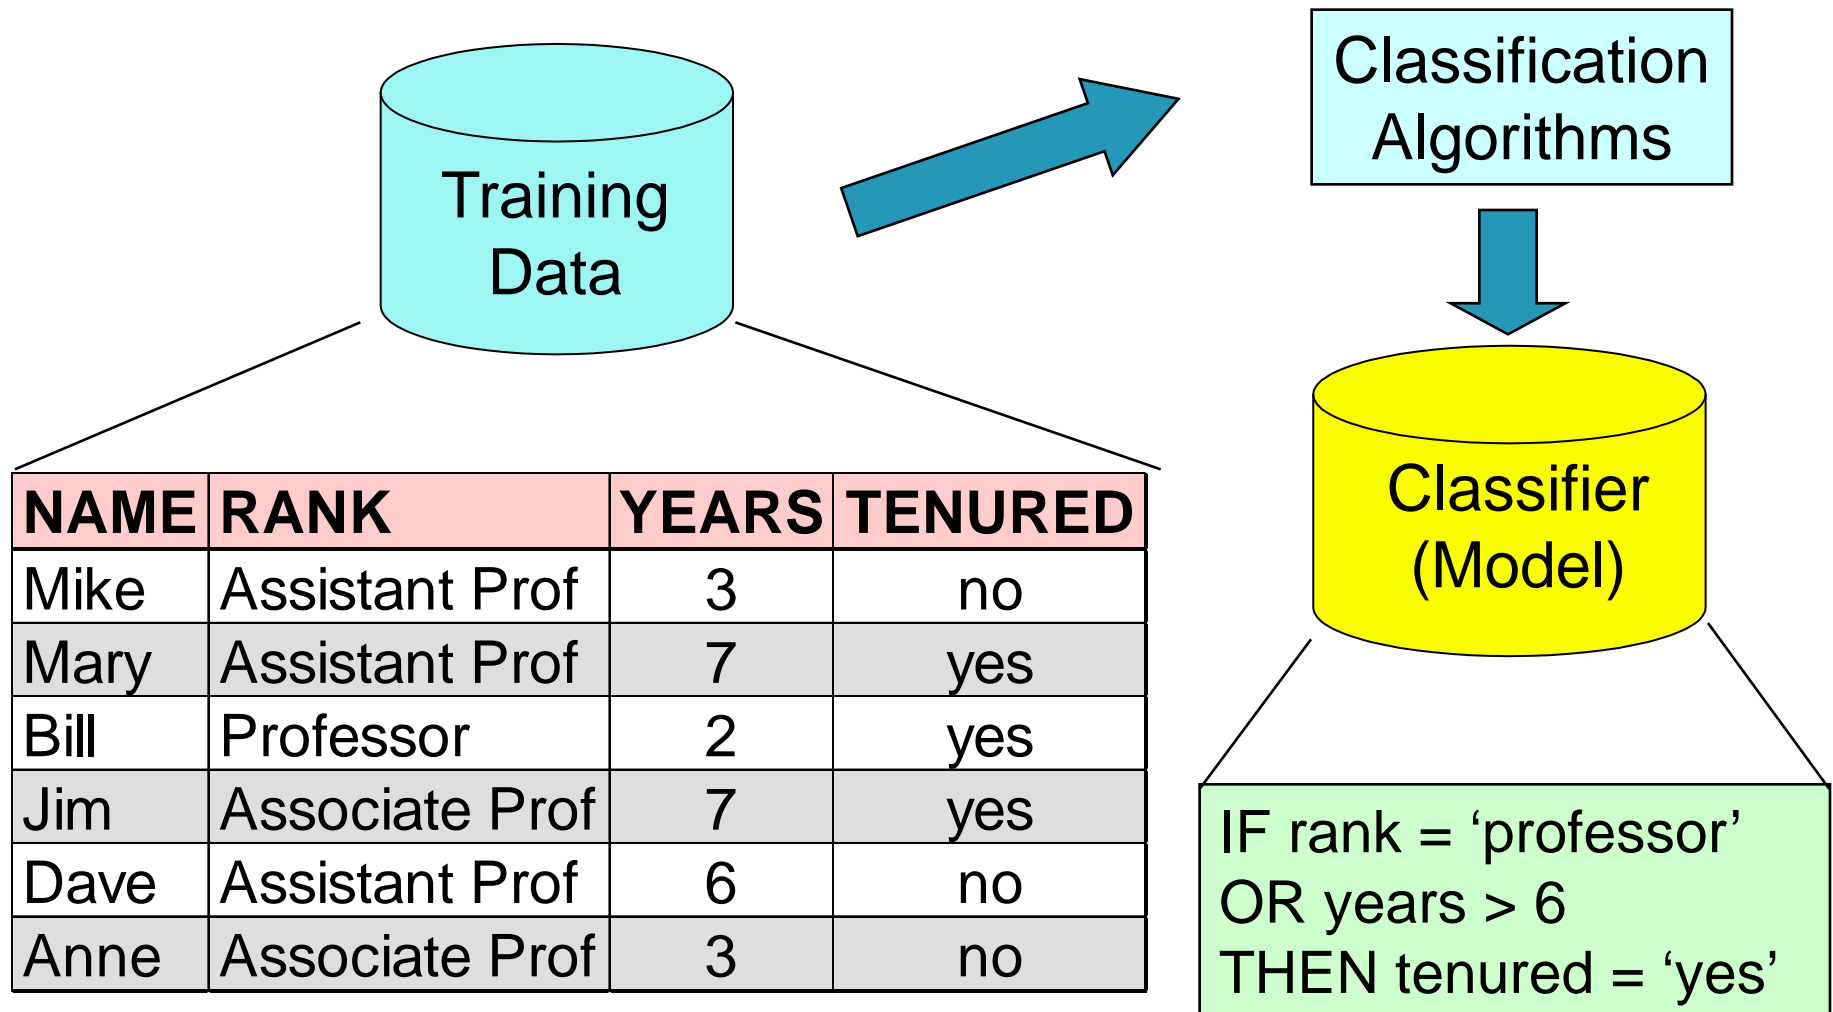 Training
Data
Classification
Algorithms
Classifier
(Model)
NAME RANK YEARS TENURED
Mike Assistant Prof 3 no
Mary Assistant Prof 7 yes
Bill Professor 2 yes
Jim Associate Prof 7 yes
Dave Assistant Prof 6 no
Anne Associate Prof 3 no
IF rank = ‘professor’
OR years > 6
THEN tenured = ‘yes’